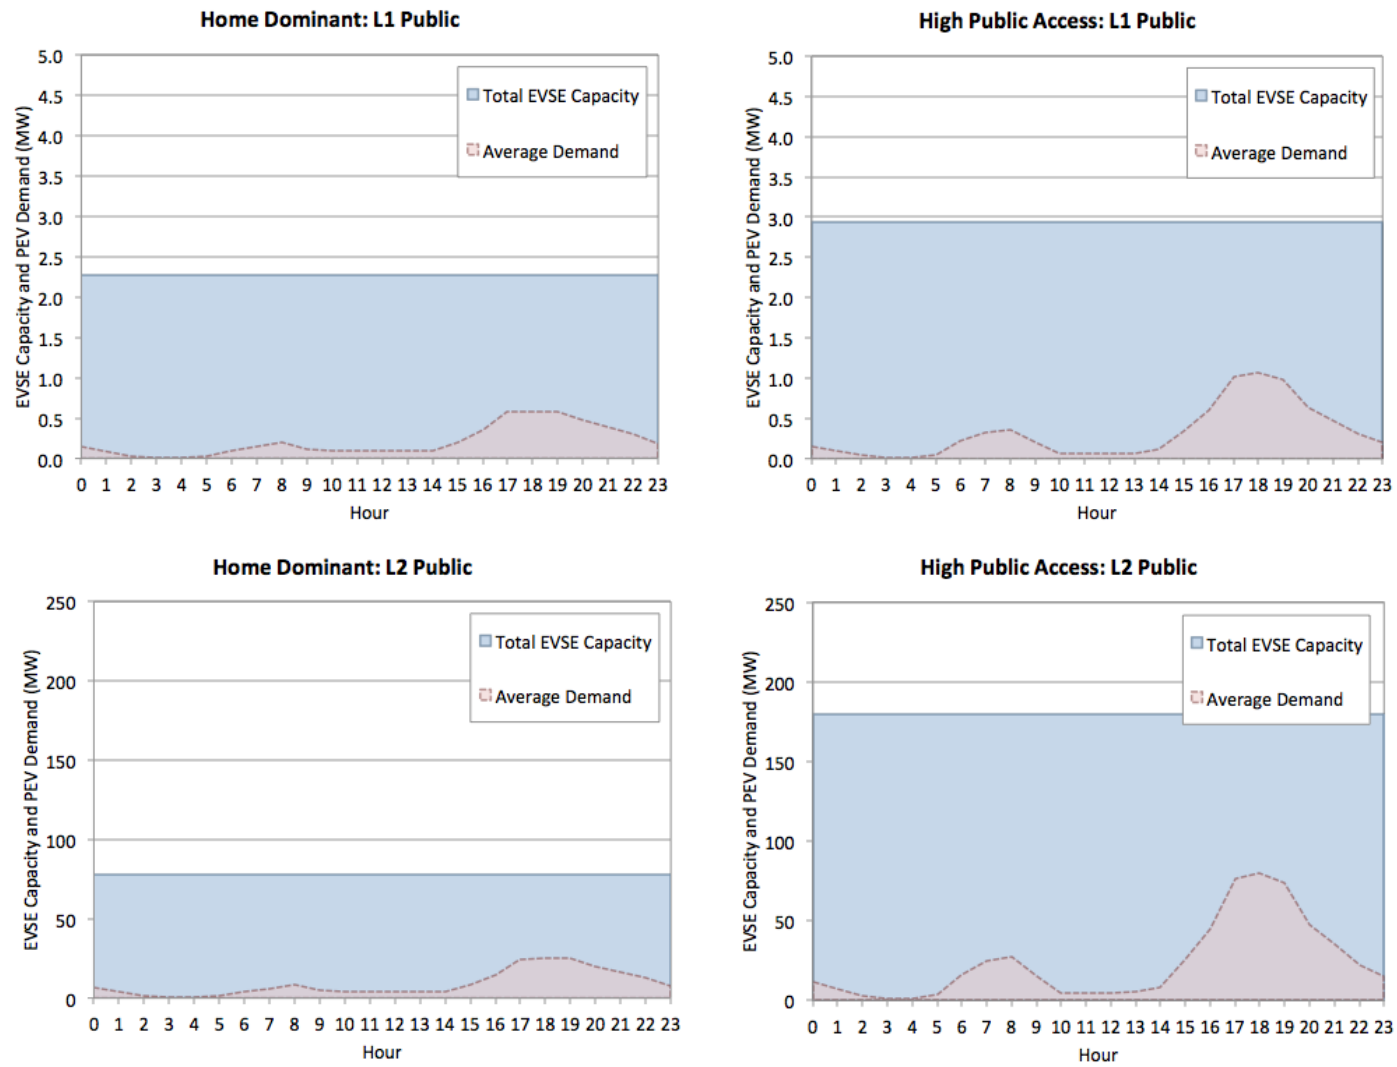 Home Dominant: L1 Public
EVSE Capacity and PEV Demand (MW)
5.0
4.5
4.0
3.5
3.0
2.5
2.0
1.5
1.0
0.5
0.0
Total EVSE Capacity
Average Demand
0 1 2 3 4 5 6 7 8 9 10 11 12 13 14 15 16 17 18 19 20 21 22 23
Hour
High Public Access: L1 Public
EVSE Capacity and PEV Demand (MW)
5.0
4.5
4.0
3.5
3.0
2.5
2.0
1.5
1.0
0.5
0.0
Total EVSE Capacity
Average Demand
0 1 2 3 4 5 6 7 8 9 10 11 12 13 14 15 16 17 18 19 20 21 22 23
Hour
Home Dominant: L2 Public
EVSE Capacity and PEV Demand (MW)
250
200
150
100
50
0
Total EVSE Capacity
Average Demand
0 1 2 3 4 5 6 7 8 9 10 11 12 13 14 15 16 17 18 19 20 21 22 23
Hour
High Public Access: L2 Public
EVSE Capacity and PEV Demand (MW)
250
200
150
100
50
0
Total EVSE Capacity
Average Demand
0 1 2 3 4 5 6 7 8 9 10 11 12 13 14 15 16 17 18 19 20 21 22 23
Hour